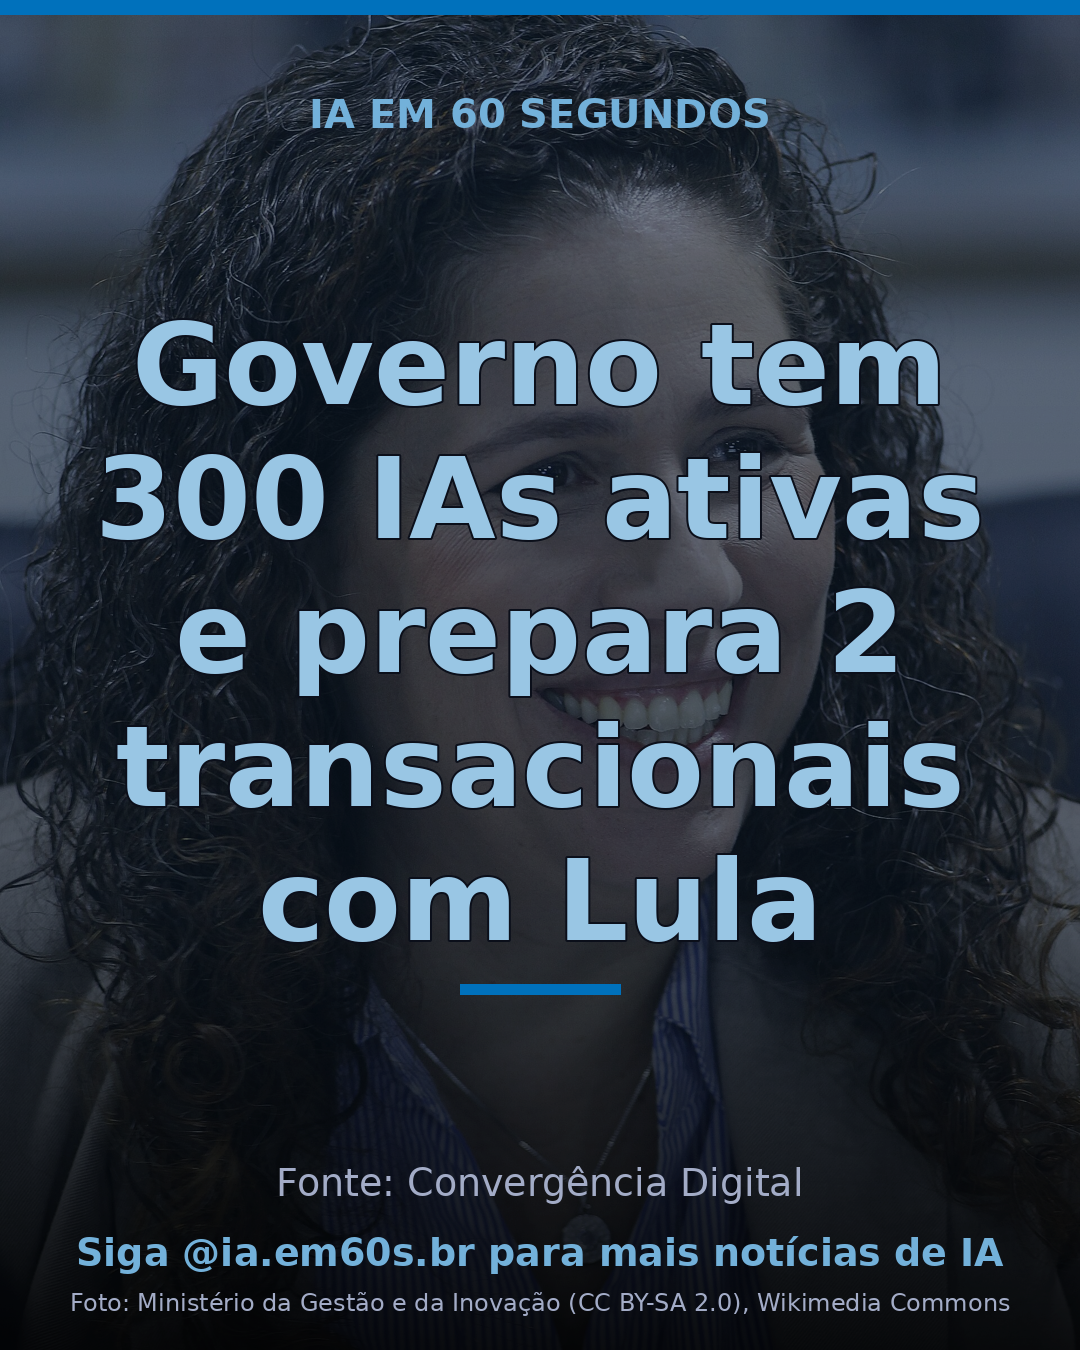 IA EM 60 SEGUNDOS
Governo tem
300 IAs ativas
e prepara 2
transacionais
com Lula
Fonte: Convergência Digital
Siga @ia.em60s.br para mais notícias de IA
Foto: Ministério da Gestão e da Inovação (CC BY-SA 2.0), Wikimedia Commons